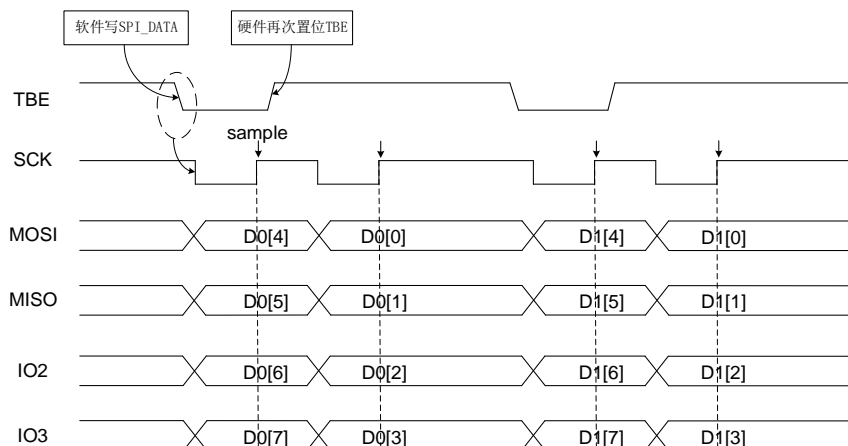 软件写SPI_DATA 硬件再次置位TBE
TBE
sample
SCK
MOSI D0[4] D0[0] D1[4] D1[0]
MISO D0[5] D0[1] D1[5] D1[1]
IO2 D0[6] D0[2] D1[6] D1[2]
IO3 D0[7] D0[3] D1[7] D1[3]